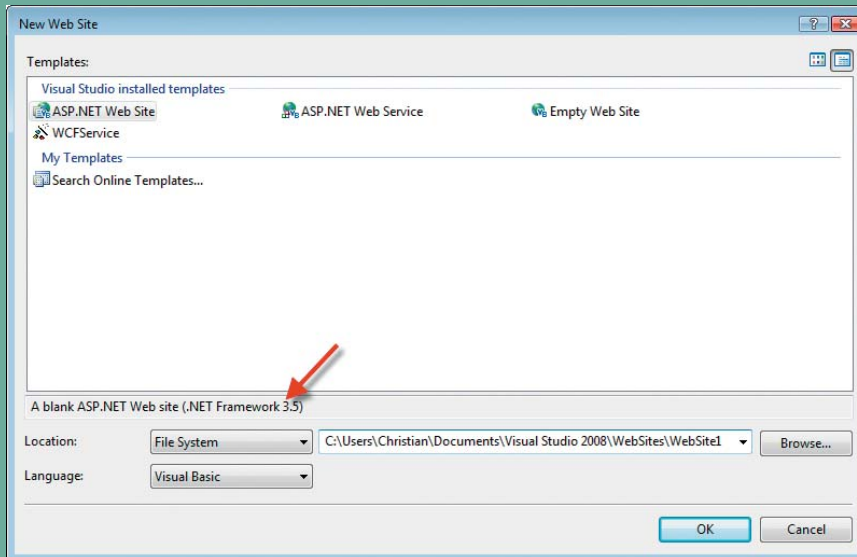 New Web Site
Templates:
Visual Studio installed templates
ASP.NET Web Site ASP.NET Web Service Empty Web Site
WCFService
My Templates
Search Online Templates...
A blank ASP.NET Web site (.NET Framework 3.5)
Location: File System C:\Users\Christian\Documents\Visual Studio 2008\WebSites\WebSite1 Browse...
Language: Visual Basic
OK Cancel